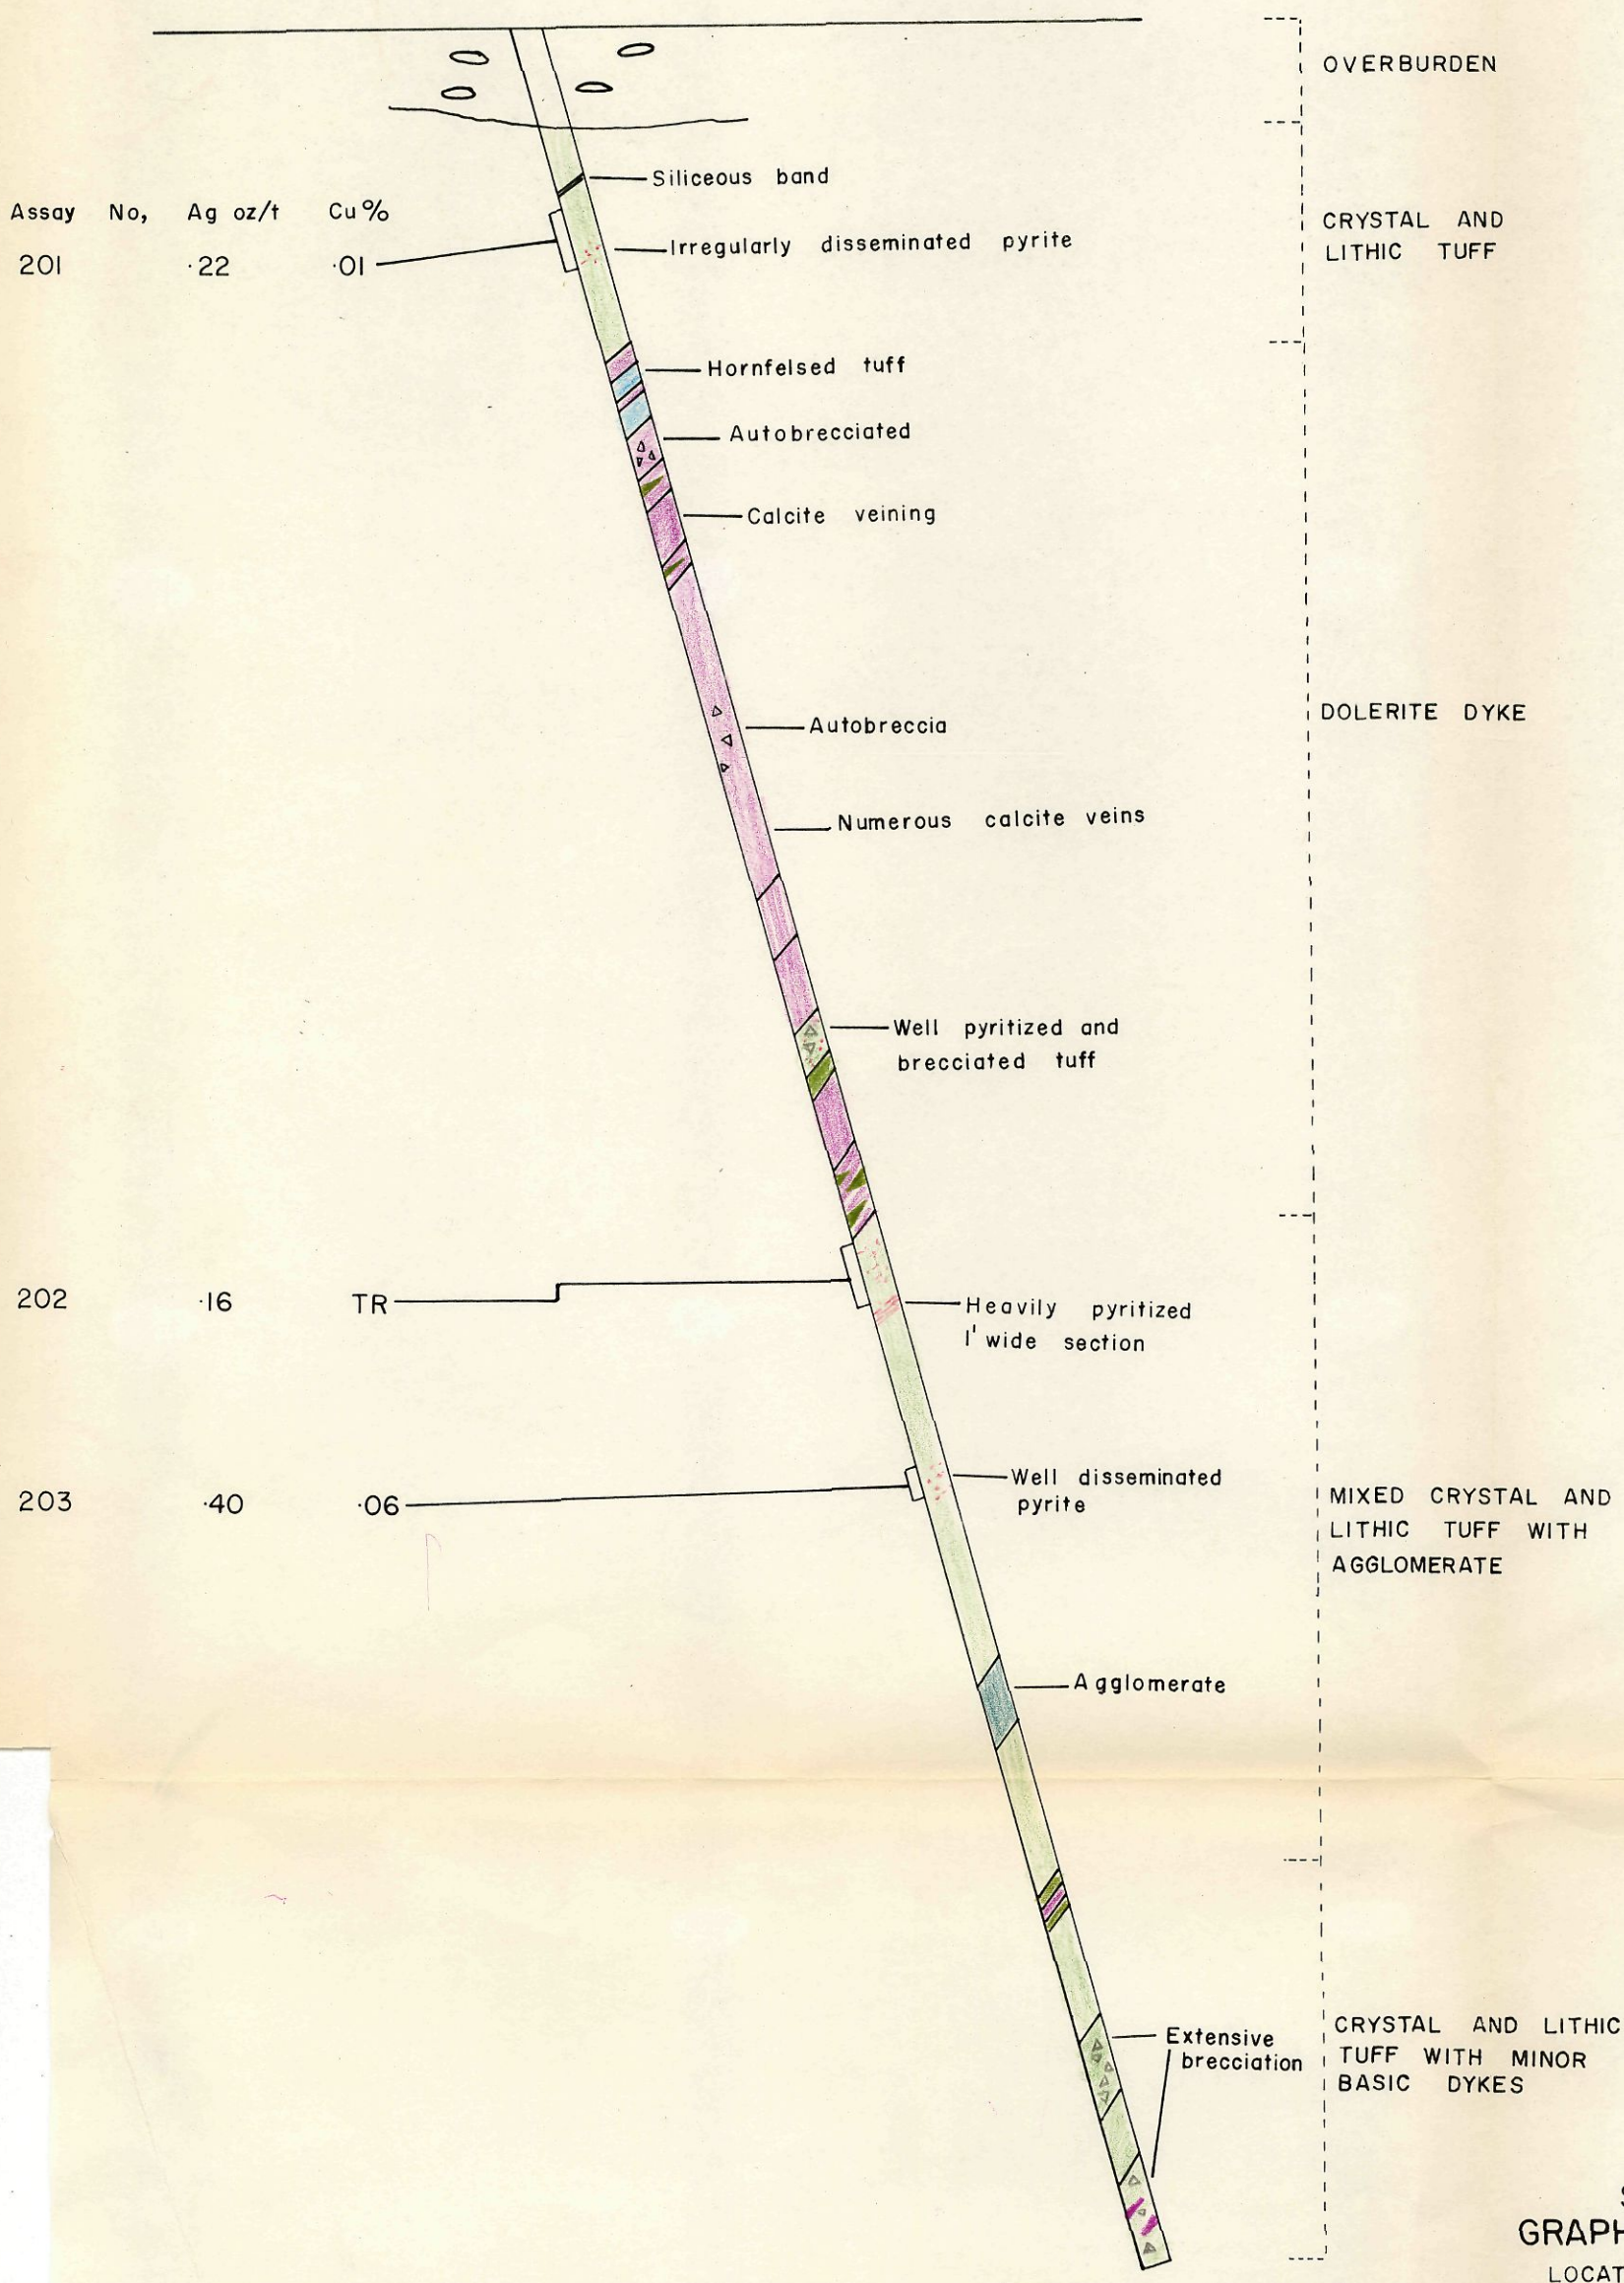 OVERBURDEN
Siliceous band
Assay No, Ag oz/t Cu%
CRYSTAL AND
LITHIC TUFF
Irregularly disseminated pyrite
201 ·22 ·01
Hornfelsed tuff
Autobrecciated
Calcite veining
DOLERITE DYKE
Autobreccia
Numerous calcite veins
Well pyritized and
brecciated tuff
202 ·16 TR
Heavily pyritized
1' wide section
203 ·40 ·06
Well disseminated
pyrite
MIXED CRYSTAL AND
LITHIC TUFF WITH
AGGLOMERATE
Agglomerate
Extensive
brecciation
CRYSTAL AND LITHIC
TUFF WITH MINOR
BASIC DYKES
GRAPH
LOCAT